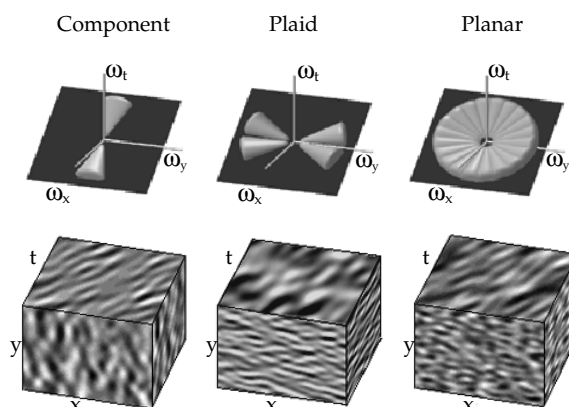 Component Plaid Planar
ωt ωt ωt
ωy ωy ωy
ωx ωx ωx
t t t
y y y
x x x